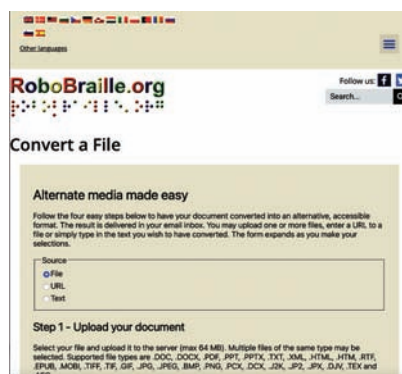 Other languages
RoboBraille.org
Follow us:
Search...
Convert a File
Alternate media made easy
Follow the four easy steps below to have your document converted into an alternative, accessible
format. The result is delivered in your email inbox. You may upload one or more files, enter a URL to a
file or simply type in the text you wish to have converted. The form expands as you make your
selections.
Source
File
URL
Text
Step 1 - Upload your document
Select your file and upload it to the server (max 64 MB). Multiple files of the same type may be
selected. Supported file types are .DOC, .DOCX, .PDF, .PPT, .PPTX, .TXT, .XML, .HTML, .HTM, .RTF,
.EPUB, .MOBI, .TIFF, .TIF, .GIF, .JPG, .JPEG, .BMP, .PNG, .PCX, .DCX, .J2K, .JP2, .JPX, .DJV, .TEX and